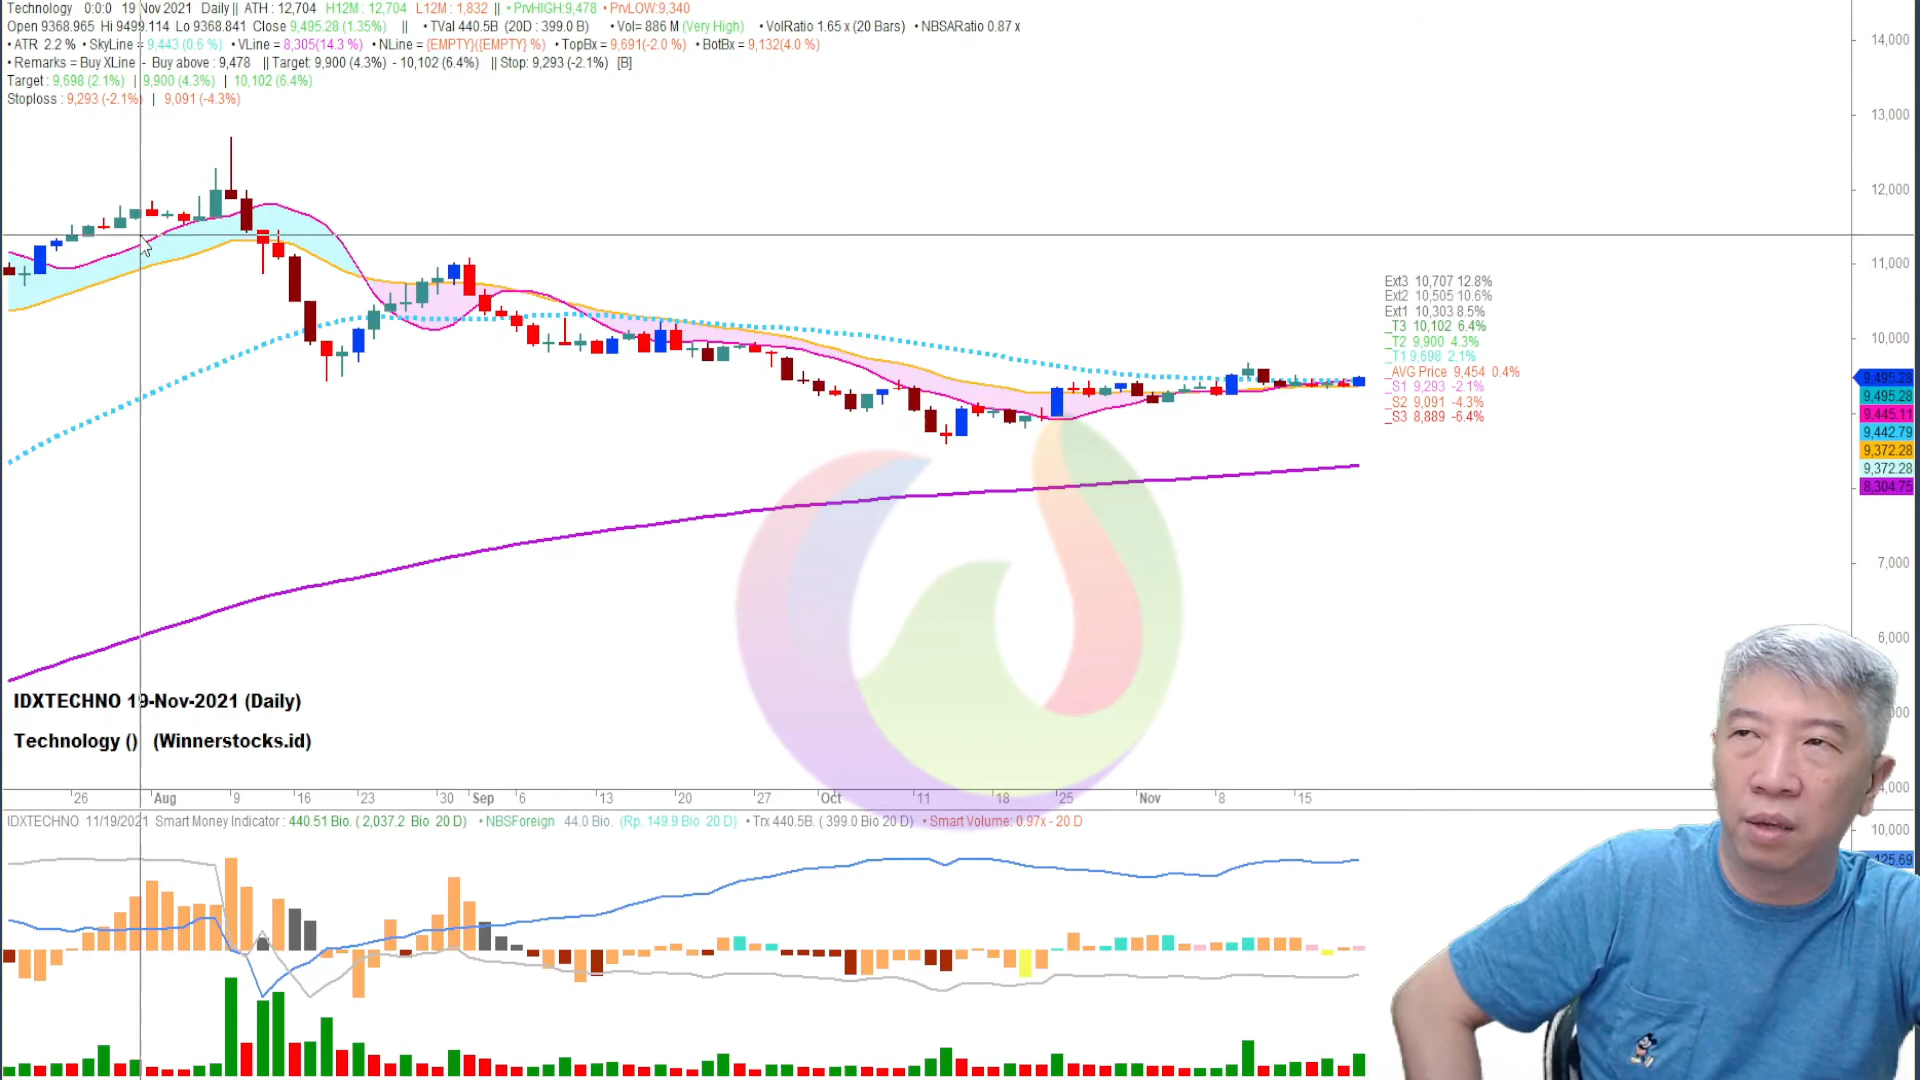 Technology 0:0:0 19 Nov 2021 Daily || ATH : 12,704 H12M : 12,704 L12M : 1,832 || • PrvHIGH:9,478 • PrvLOW:9,340
Open 9368.965 Hi 9499.114 Lo 9368.841 Close 9,495.28 (1.35%) || • TVal 440.5B (20D : 399.0 B) • Vol= 886 M (Very High) • VolRatio 1.65 x (20 Bars) • NBSARatio 0.87 x
• ATR 2.2 % • SkyLine = 9,443 (0.6 %) • VLine = 8,305(14.3 %) • NLine = {EMPTY}({EMPTY} %) • TopBx = 9,691(-2.0 %) • BotBx = 9,132(4.0 %)
• Remarks = Buy XLine - Buy above : 9,478 || Target: 9,900 (4.3%) - 10,102 (6.4%) || Stop: 9,293 (-2.1%) [B]
Target : 9,698 (2.1%) | 9,900 (4.3%) | 10,102 (6.4%)
Stoploss : 9,293 (-2.1%) | 9,091 (-4.3%)
14,000
13,000
12,000
11,000
10,000
Ext3 10,707 12.8%
Ext2 10,505 10.6%
Ext1 10,303 8.5%
_T3 10,102 6.4%
_T2 9,900 4.3%
_T1 9,698 2.1%
_AVG Price 9,454 0.4%
_S1 9,293 -2.1%
_S2 9,091 -4.3%
_S3 8,889 -6.4%
9,495.28
9,495.28
9,445.11
9,442.79
9,372.28
9,372.28
8,304.75
7,000
6,000
IDXTECHNO 19-Nov-2021 (Daily)
Technology () (Winnerstocks.id)
26 Aug 9 16 23 30 Sep 6 13 20 27 Oct 11 18 25 Nov 8 15
IDXTECHNO 11/19/2021 Smart Money Indicator : 440.51 Bio. ( 2,037.2 Bio 20 D) • NBSForeign 44.0 Bio. (Rp. 149.9 Bio 20 D) • Trx 440.5B. ( 399.0 Bio 20 D) • Smart Volume: 0.97x - 20 D
10,000